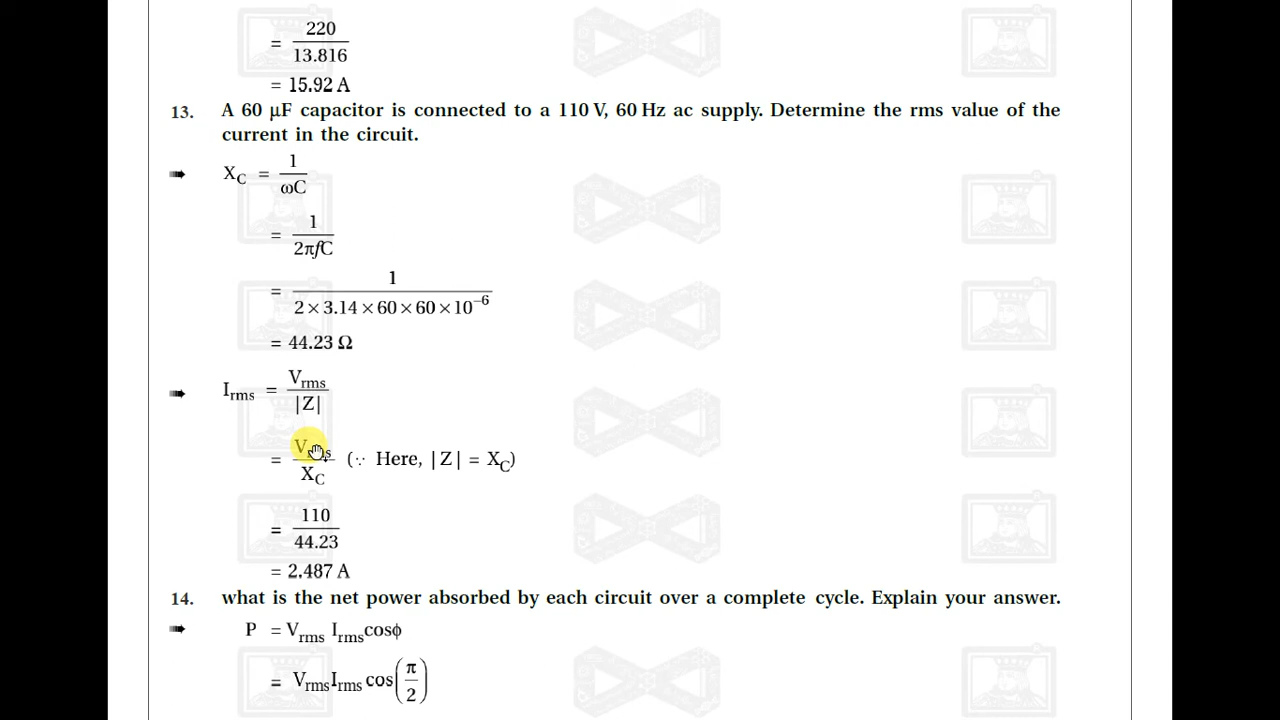 = 220 / 13.816
= 15.92 A
13. A 60 μF capacitor is connected to a 110 V, 60 Hz ac supply. Determine the rms value of the
current in the circuit.
➠ X_C = 1 / ωC
= 1 / 2πfC
= 1 / 2×3.14×60×60×10⁻⁶
= 44.23 Ω
➠ I_rms = V_rms / |Z|
= V_rms / X_C (∵ Here, |Z| = X_C)
= 110 / 44.23
= 2.487 A
14. what is the net power absorbed by each circuit over a complete cycle. Explain your answer.
➠ P = V_rms I_rms cosϕ
= V_rms I_rms cos(π/2)